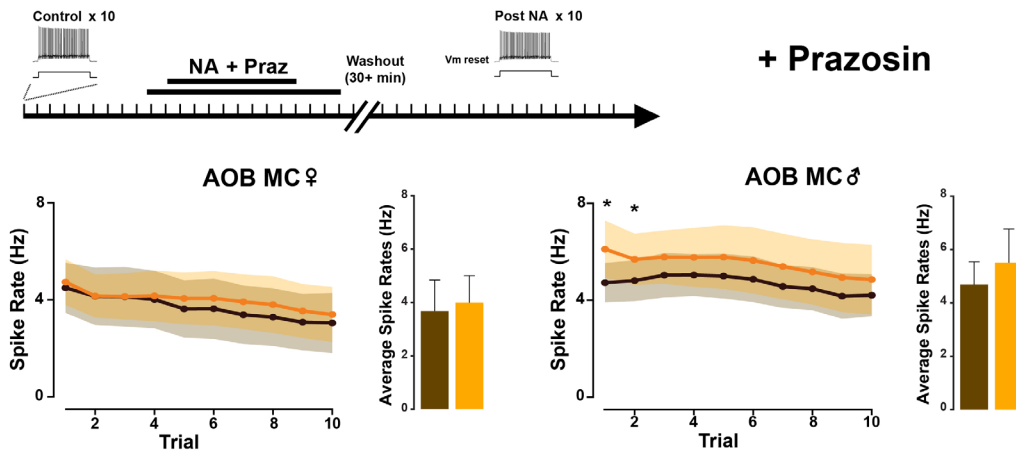 Control x 10
Post NA x 10
NA + Praz
Washout
(30+ min)
Vm reset
+ Prazosin
AOB MC♀
Spike Rate (Hz)
8
4
0
2
4
6
8
10
Trial
Average Spike Rates (Hz)
8
6
4
2
0
AOB MC♂
* *
Spike Rate (Hz)
8
4
0
2
4
6
8
10
Trial
Average Spike Rates (Hz)
8
6
4
2
0